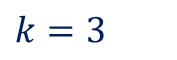 k = 3